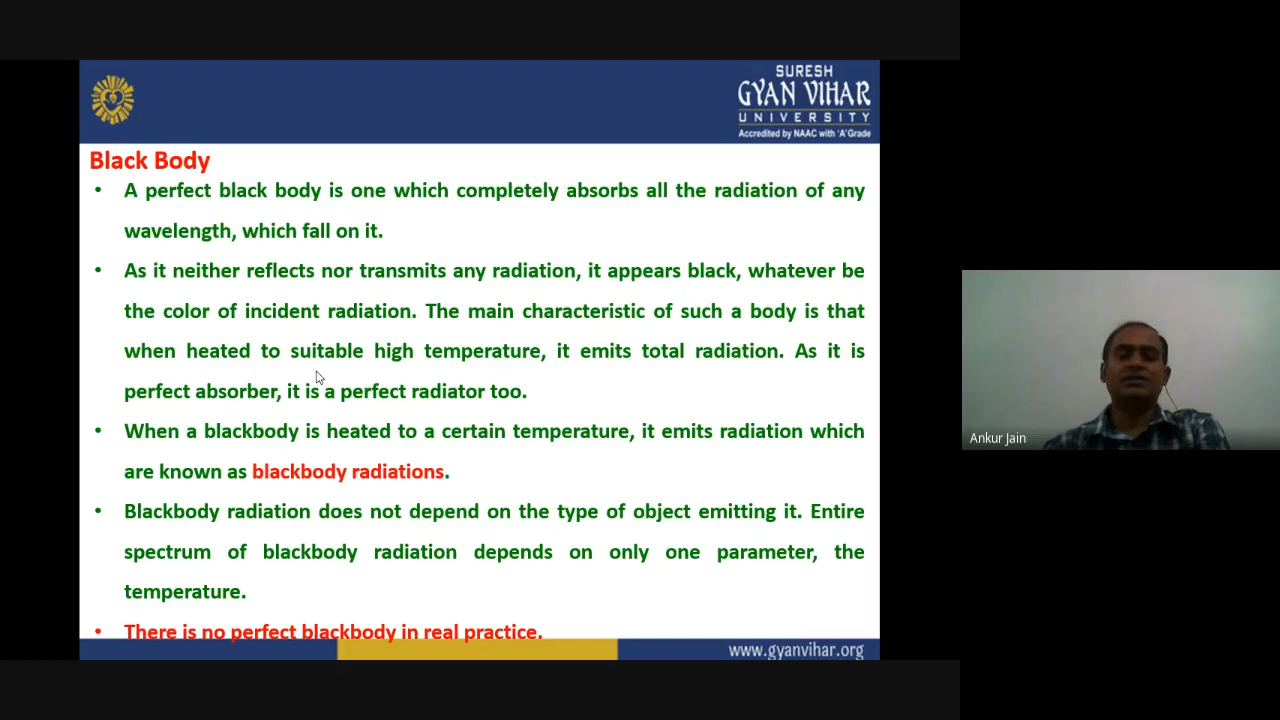 SURESH
GYAN VIHAR
UNIVERSITY
Accredited by NAAC with 'A' Grade
Black Body
• A perfect black body is one which completely absorbs all the radiation of any
wavelength, which fall on it.
• As it neither reflects nor transmits any radiation, it appears black, whatever be
the color of incident radiation. The main characteristic of such a body is that
when heated to suitable high temperature, it emits total radiation. As it is
perfect absorber, it is a perfect radiator too.
• When a blackbody is heated to a certain temperature, it emits radiation which
are known as blackbody radiations.
• Blackbody radiation does not depend on the type of object emitting it. Entire
spectrum of blackbody radiation depends on only one parameter, the
temperature.
• There is no perfect blackbody in real practice.
www.gyanvihar.org
Ankur Jain